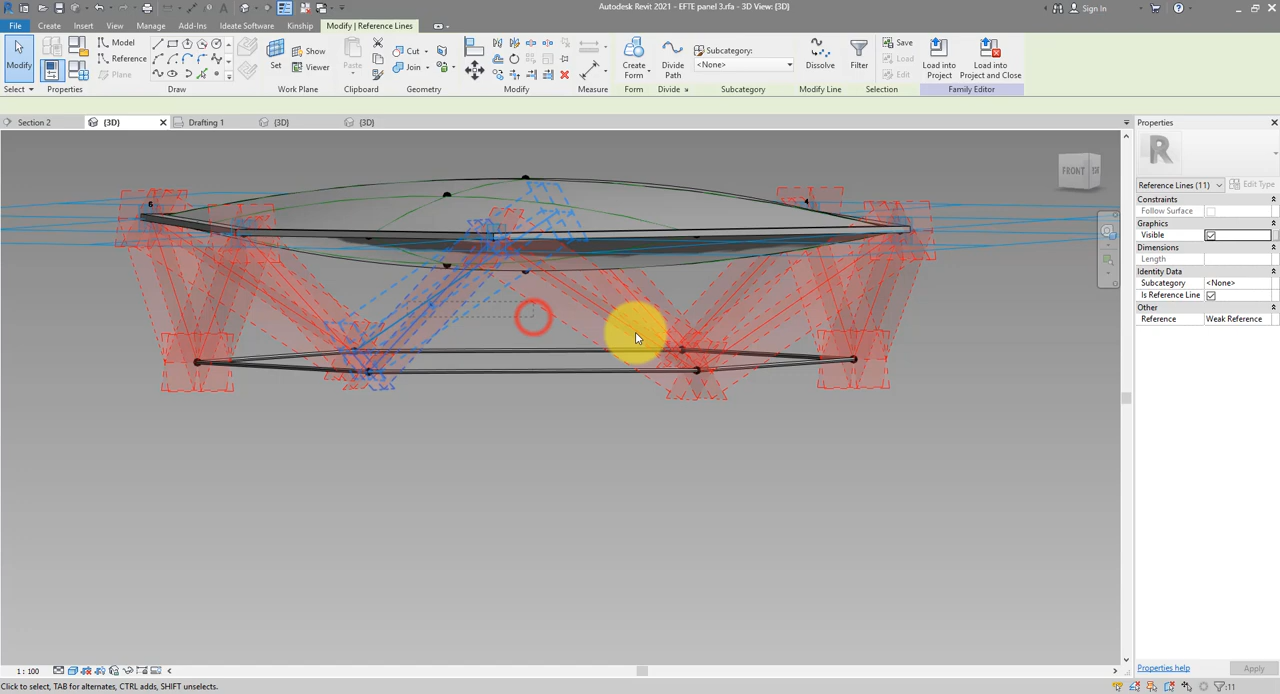 Autodesk Revit 2021 - EFTE panel 3.rfa - 3D View: {3D}
Sign In
File Create Insert View Manage Add-Ins Ideate Software Kinship Modify | Reference Lines
Modify
Select
Properties
Model
Reference
Plane
Draw
Set
Show
Viewer
Work Plane
Paste
Clipboard
Cut
Join
Geometry
Modify
Measure
Create Form
Form
Divide Path
Divide
Subcategory:
<None>
Subcategory
Dissolve
Modify Line
Filter
Save
Load
Edit
Selection
Load into Project
Load into Project and Close
Family Editor
Section 2
{3D}
Drafting 1
{3D}
{3D}
FRONT
6
4
Properties
R
Reference Lines (11)
Edit Type
Constraints
Follow Surface
Graphics
Visible
Dimensions
Length
Identity Data
Subcategory <None>
Is Reference Line
Other
Reference Weak Reference
Properties help
Apply
1 : 100
Click to select, TAB for alternates, CTRL adds, SHIFT unselects.
:11